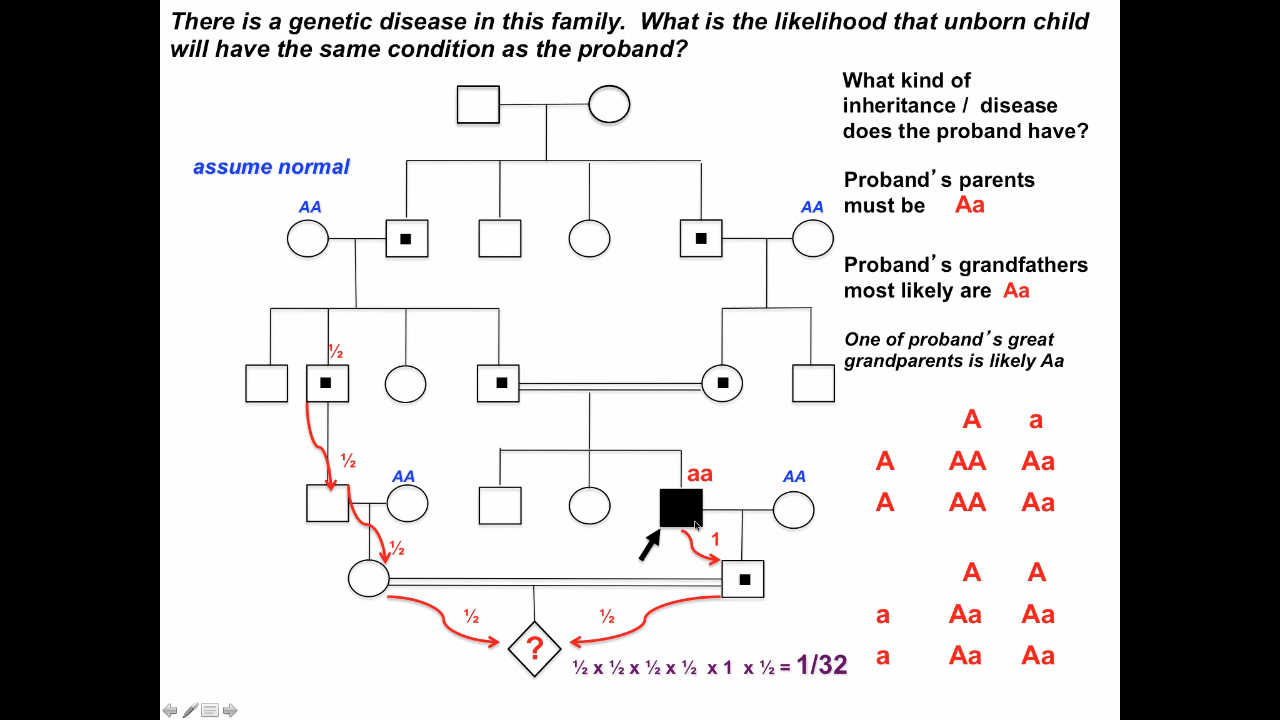 There is a genetic disease in this family. What is the likelihood that unborn child
will have the same condition as the proband?
What kind of
inheritance / disease
does the proband have?
assume normal
Proband's parents
must be Aa
AA
AA
Proband's grandfathers
most likely are Aa
One of proband's great
grandparents is likely Aa
½
A a
A AA Aa
A AA Aa
½
aa
AA
AA
½
1
A A
a Aa Aa
a Aa Aa
½
½
?
½ x ½ x ½ x ½ x 1 x ½ = 1/32